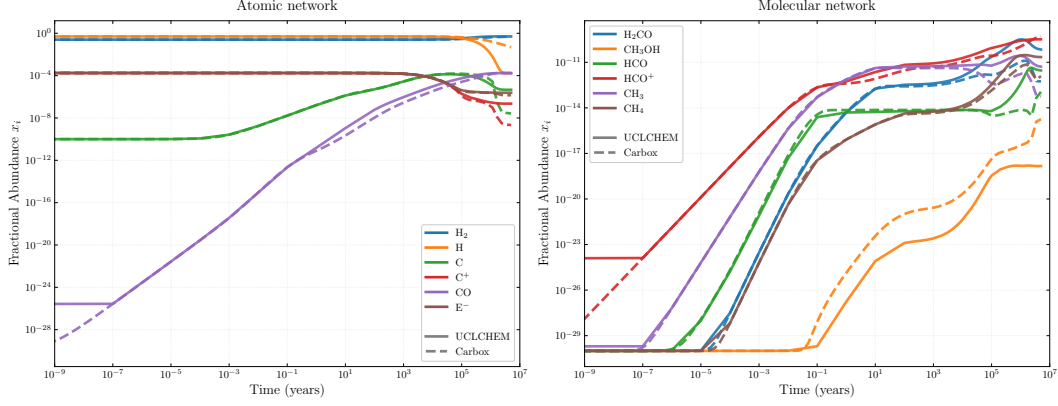 Atomic network
Fractional Abundance x_i
10^0
10^−4
10^−8
10^−12
10^−16
10^−20
10^−24
10^−28
H_2
H
C
C^+
CO
E^−
UCLCHEM
Carbox
10^−9
10^−7
10^−5
10^−3
10^−1
10^1
10^3
10^5
10^7
Time (years)
Molecular network
Fractional Abundance x_i
10^−11
10^−14
10^−17
10^−20
10^−23
10^−26
10^−29
H_2CO
CH_3OH
HCO
HCO^+
CH_3
CH_4
UCLCHEM
Carbox
10^−9
10^−7
10^−5
10^−3
10^−1
10^1
10^3
10^5
10^7
Time (years)